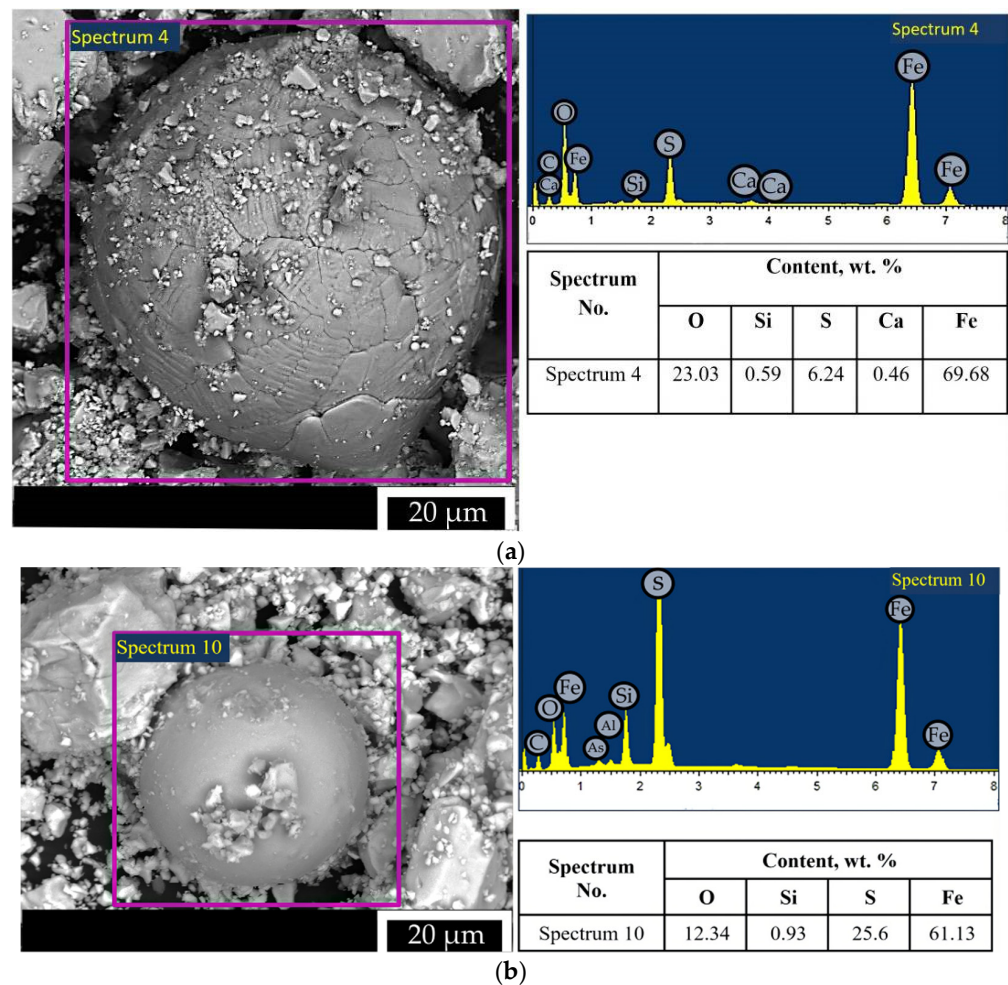 Spectrum 4
Spectrum 4
Fe
O
C
Fe
S
Ca
Si
Ca
Ca
Fe
0 1 2 3 4 5 6 7 8
Spectrum No. Content, wt. %
O Si S Ca Fe
Spectrum 4 23.03 0.59 6.24 0.46 69.68
20 µm
(a)
Spectrum 10
Spectrum 10
S
Fe
Fe
O
Si
Al
As
C
Fe
1 2 3 4 5 6 7 8
Spectrum No. Content, wt. %
O Si S Fe
Spectrum 10 12.34 0.93 25.6 61.13
20 µm
(b)